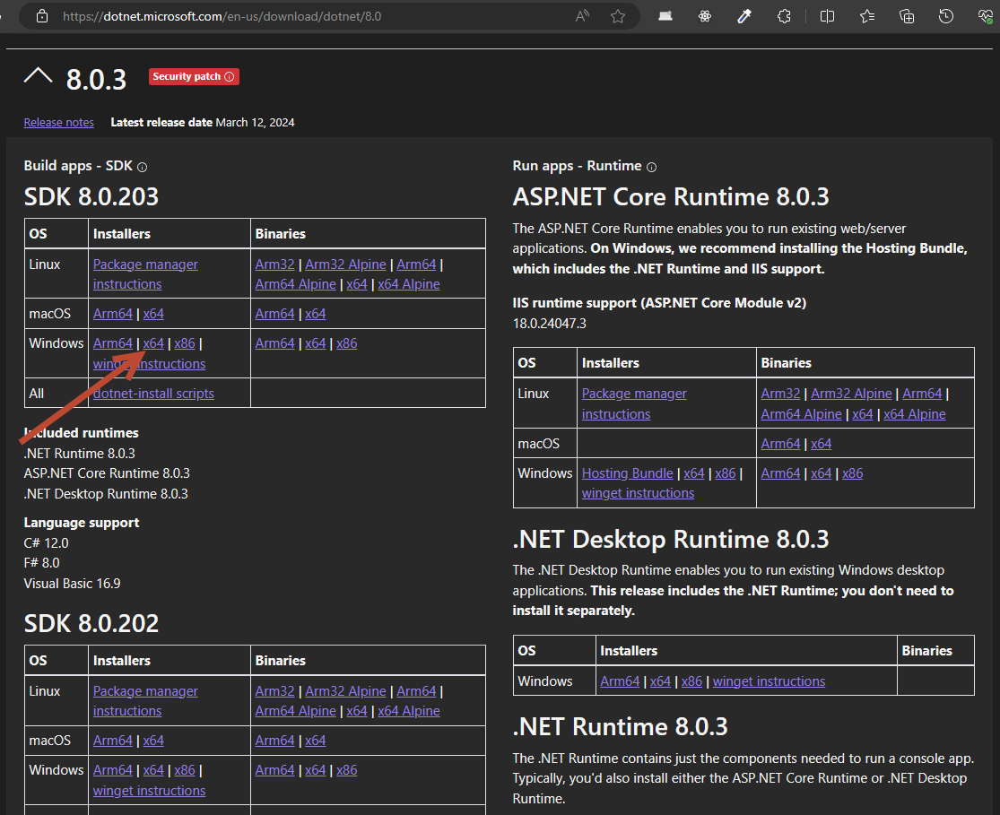 https://dotnet.microsoft.com/en-us/download/dotnet/8.0
8.0.3
Security patch
Release notes
Latest release date March 12, 2024
Build apps - SDK
SDK 8.0.203
OS Installers Binaries
Linux Package manager instructions Arm32 | Arm32 Alpine | Arm64 |
Arm64 Alpine | x64 | x64 Alpine
macOS Arm64 | x64 Arm64 | x64
Windows Arm64 | x64 | x86 | Arm64 | x64 | x86
winget instructions
All dotnet-install scripts
Included runtimes
.NET Runtime 8.0.3
ASP.NET Core Runtime 8.0.3
.NET Desktop Runtime 8.0.3
Language support
C# 12.0
F# 8.0
Visual Basic 16.9
SDK 8.0.202
OS Installers Binaries
Linux Package manager instructions Arm32 | Arm32 Alpine | Arm64 |
Arm64 Alpine | x64 | x64 Alpine
macOS Arm64 | x64 Arm64 | x64
Windows Arm64 | x64 | x86 | Arm64 | x64 | x86
winget instructions
Run apps - Runtime
ASP.NET Core Runtime 8.0.3
The ASP.NET Core Runtime enables you to run existing web/server
applications. On Windows, we recommend installing the Hosting Bundle,
which includes the .NET Runtime and IIS support.
IIS runtime support (ASP.NET Core Module v2)
18.0.24047.3
OS Installers Binaries
Linux Package manager instructions Arm32 | Arm32 Alpine | Arm64 |
Arm64 Alpine | x64 | x64 Alpine
macOS Arm64 | x64
Windows Hosting Bundle | x64 | x86 | Arm64 | x64 | x86
winget instructions
.NET Desktop Runtime 8.0.3
The .NET Desktop Runtime enables you to run existing Windows desktop
applications. This release includes the .NET Runtime; you don't need to
install it separately.
OS Installers Binaries
Windows Arm64 | x64 | x86 | winget instructions
.NET Runtime 8.0.3
The .NET Runtime contains just the components needed to run a console app.
Typically, you'd also install either the ASP.NET Core Runtime or .NET Desktop
Runtime.